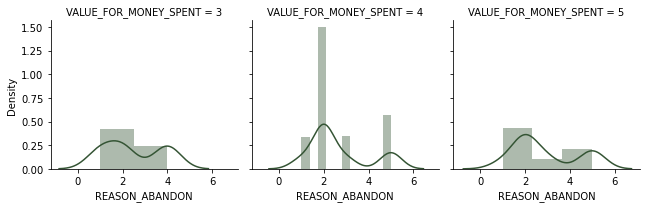 VALUE_FOR_MONEY_SPENT = 3
VALUE_FOR_MONEY_SPENT = 4
VALUE_FOR_MONEY_SPENT = 5
Density
1.50
1.25
1.00
0.75
0.50
0.25
0.00
0 2 4 6
0 2 4 6
0 2 4 6
REASON_ABANDON
REASON_ABANDON
REASON_ABANDON